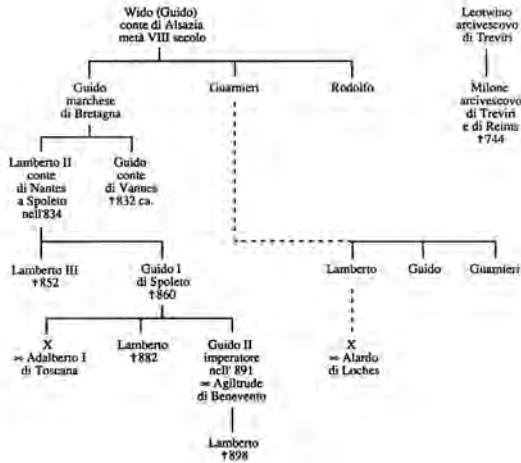 Wido (Guido)
conte di Alsazia
metà VIII secolo
Leotwino
arcivescovo
di Treviri
Guido
marchese
di Bretagna
Guarnieri
Rodolfo
Milone
arcivescovo
di Treviri
e di Reims
†744
Lamberto II
conte
di Nantes
a Spoleto
nell'834
Guido
conte
di Vannes
†832 ca.
Lamberto III
†852
Guido I
di Spoleto
†860
Lamberto
Guido
Guarnieri
X
∞ Adalberto I
di Toscana
Lamberto
†882
Guido II
imperatore
nell' 891
∞ Agiltrude
di Benevento
X
∞ Alardo
di Loches
Lamberto
†898